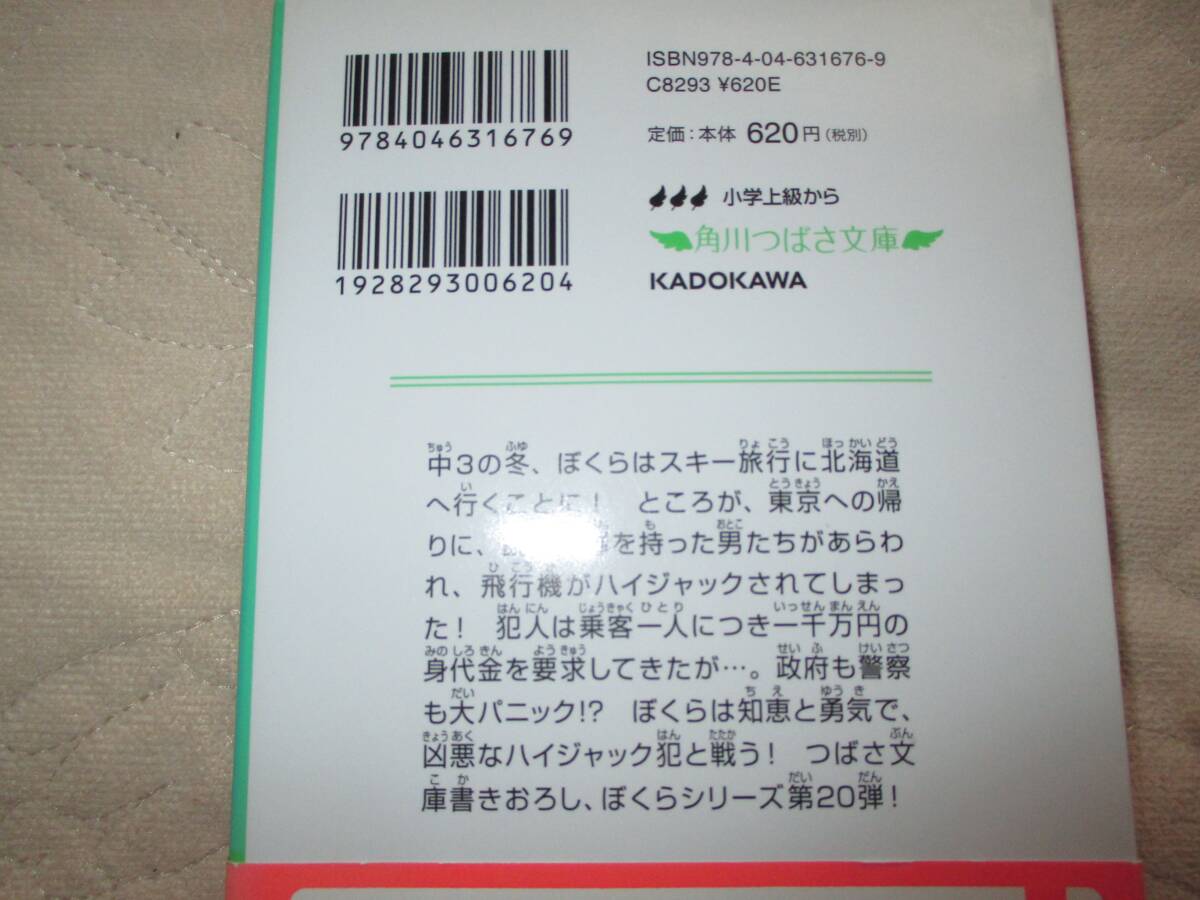 ISBN978-4-04-631676-9
C8293 ¥620E
9784046316769
定価:本体 620円(税別)
小学上級から
1928293006204
角川つばさ文庫
KADOKAWA
中3の冬、ぼくらはスキー旅行に北海道
へ行くことに! ところが、東京への帰
りに、を持った男たちがあらわ
れ、飛行機がハイジャックされてしまっ
た! 犯人は乗客一人につき一千万円の
身代金を要求してきたが…。政府も警察
も大パニック!? ぼくらは知恵と勇気で、
凶悪なハイジャック犯と戦う! つばさ文
庫書きおろし、ぼくらシリーズ第20弾!